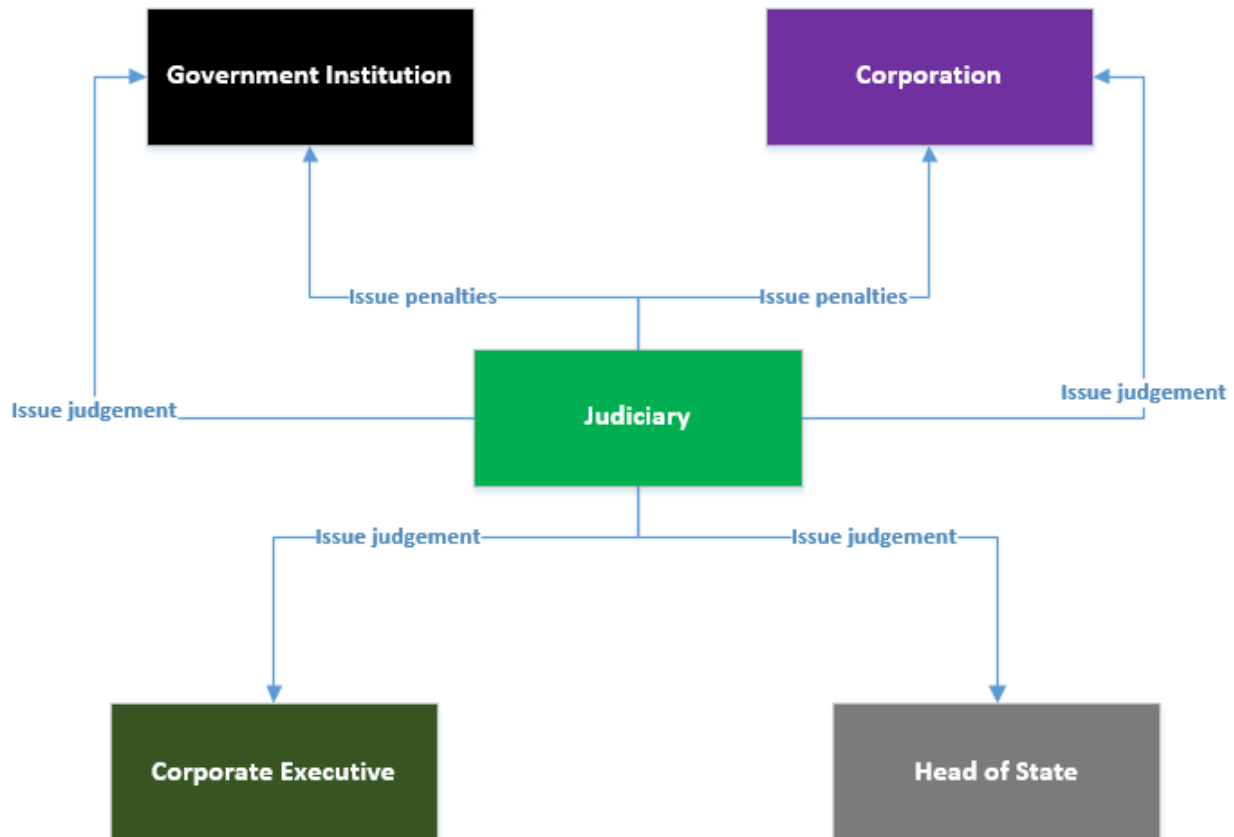 Government Institution
Corporation
Issue penalties
Issue penalties
Issue judgement
Judiciary
Issue judgement
Issue judgement
Issue judgement
Corporate Executive
Head of State